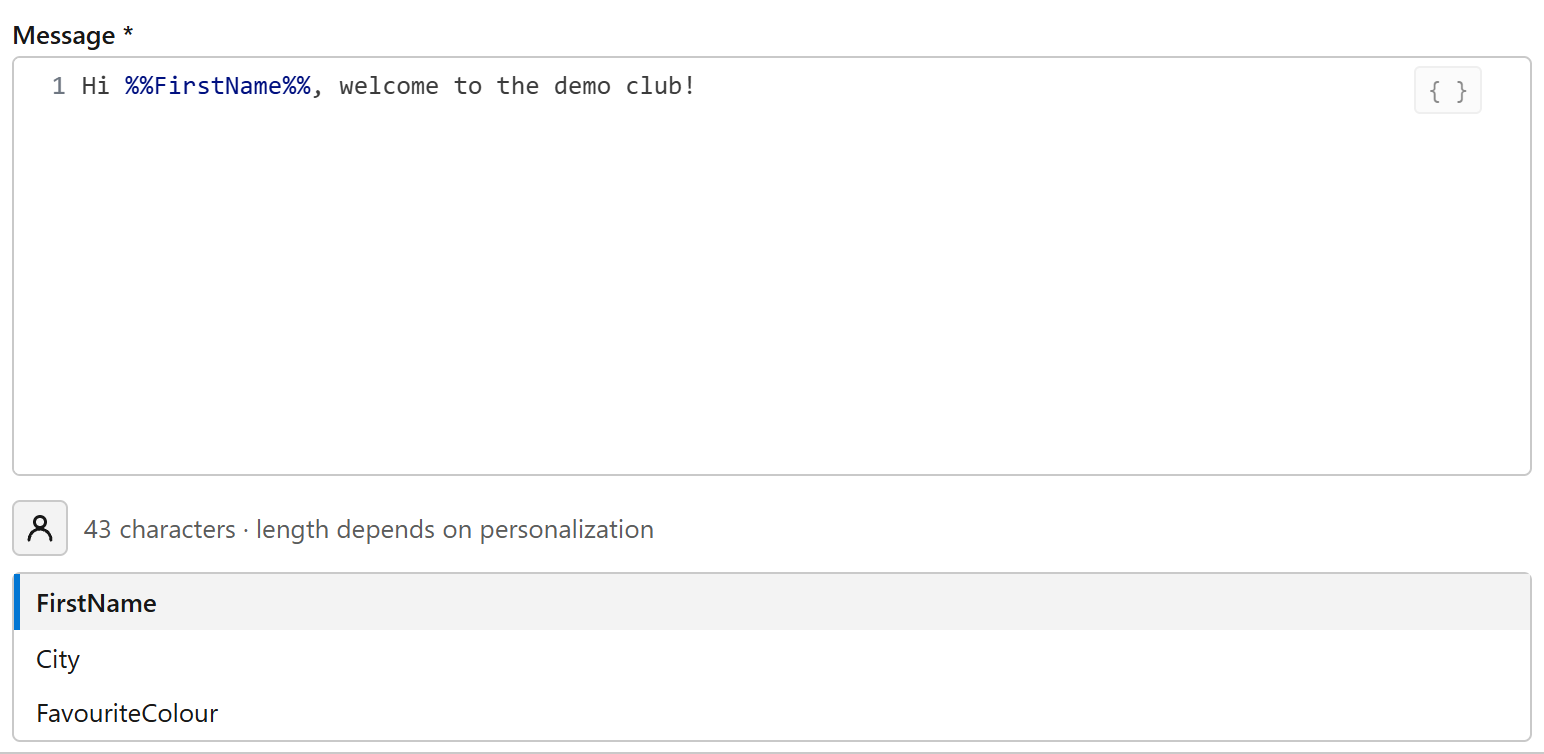 Message *
1 Hi %%FirstName%%, welcome to the demo club!
{ }
43 characters · length depends on personalization
FirstName
City
FavouriteColour